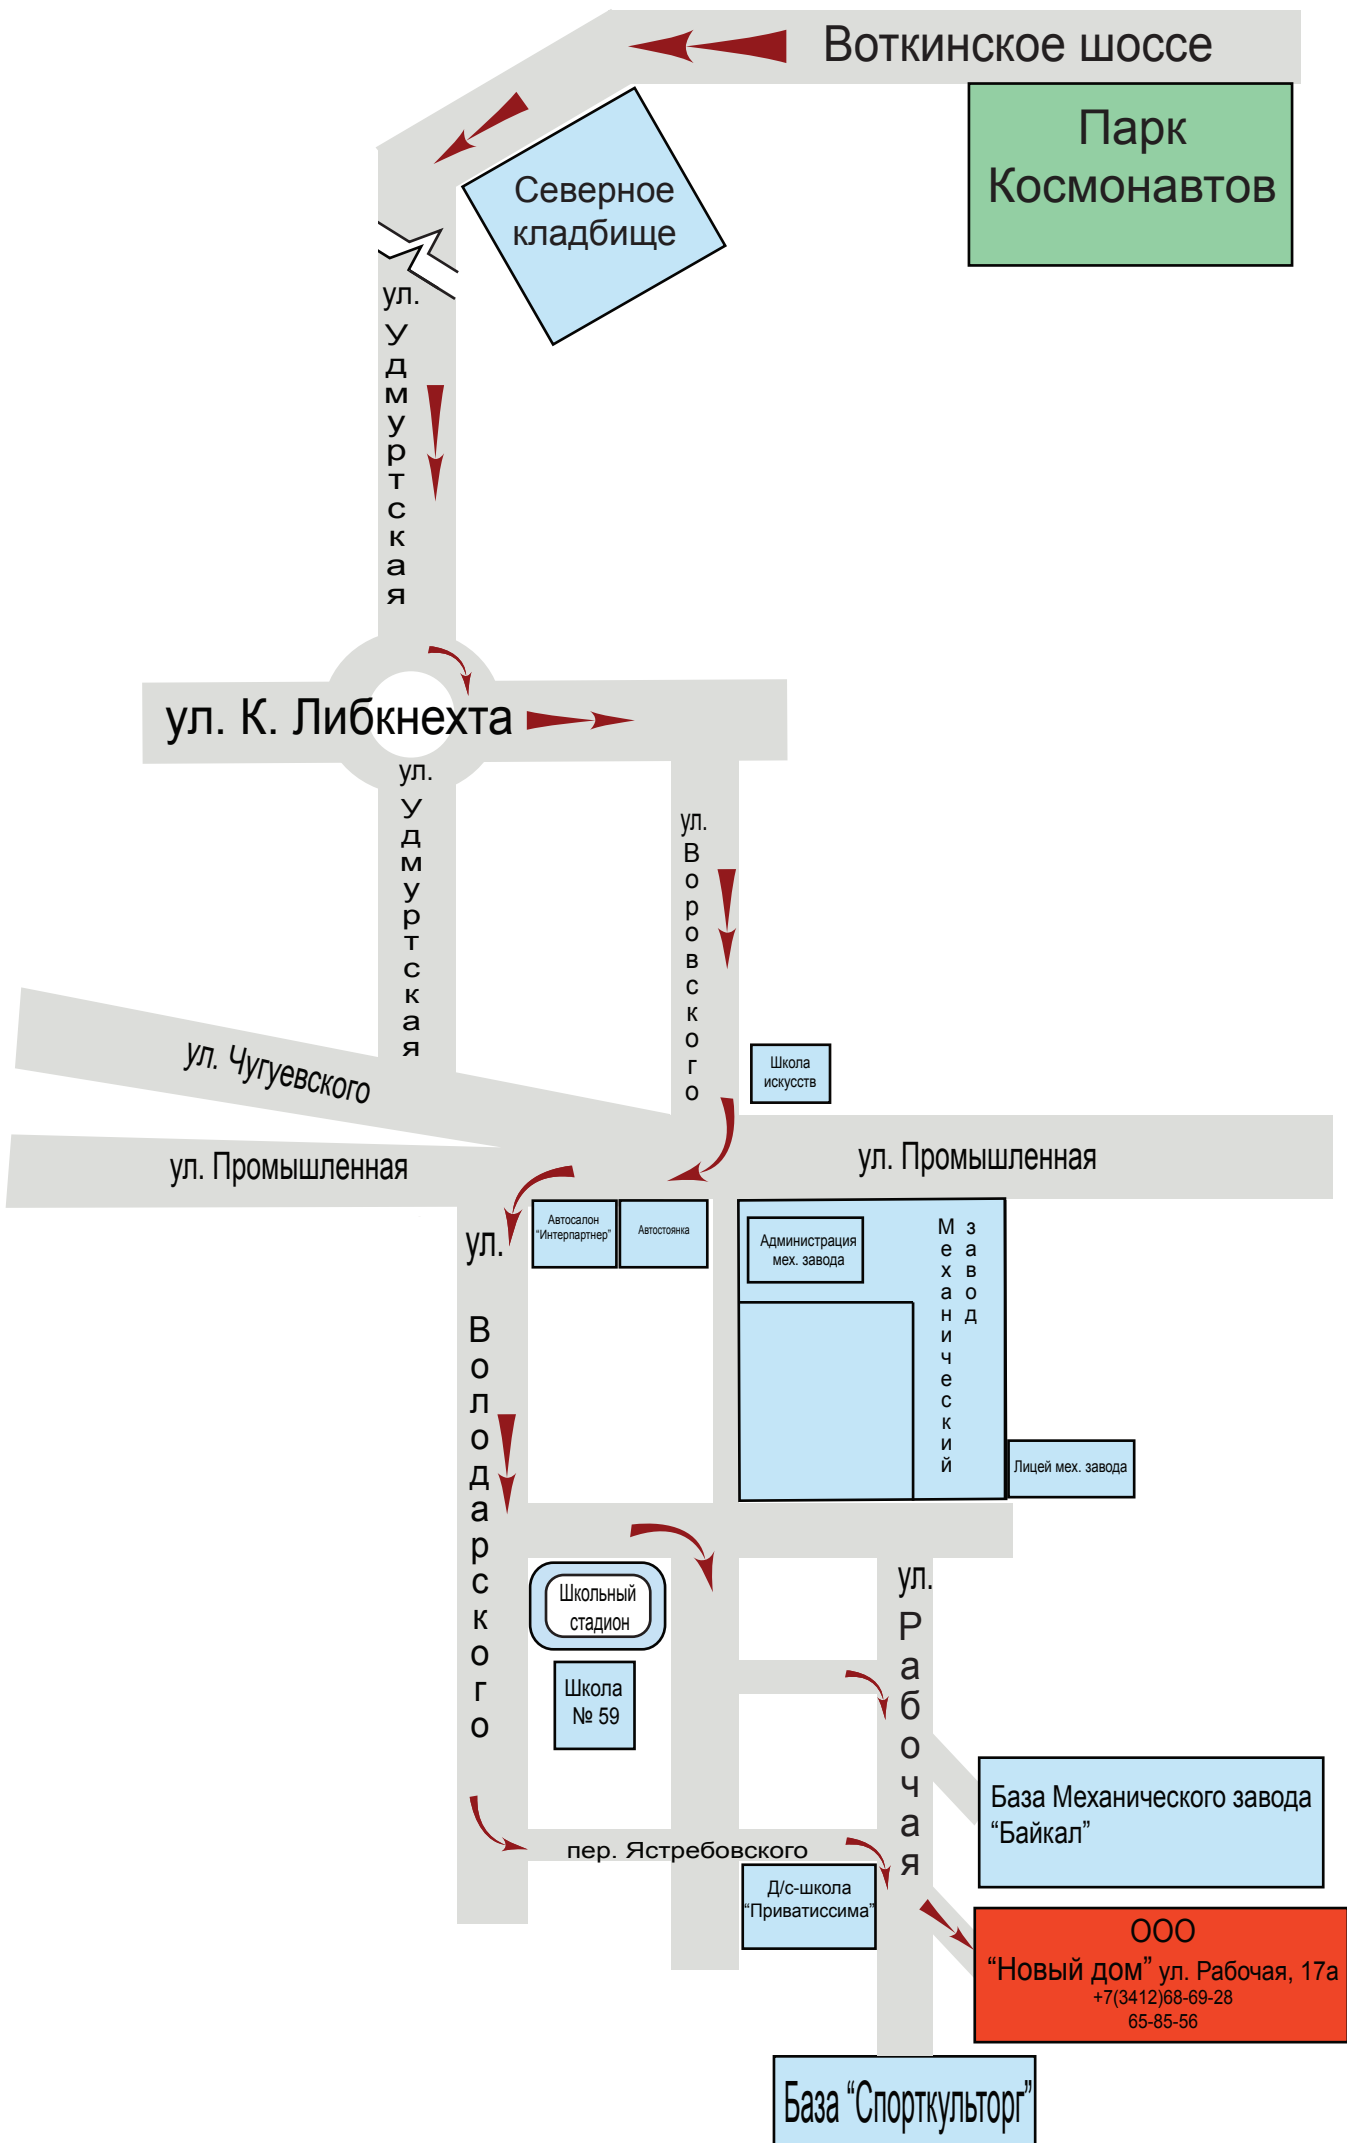 Воткинское шоссе
Парк
Космонавтов
Северное
кладбище
ул.
Удмуртская
ул. К. Либкнехта
ул.
Удмуртская
ул.
Воровского
ул. Чугуевского
Школа
искусств
ул. Промышленная
ул. Промышленная
ул.
Володарского
Автосалон
“Интерпартнер”
Автостоянка
Администрация
мех. завода
Механический
завод
Лицей мех. завода
Школьный
стадион
Школа
№ 59
ул.
Рабочая
База Механического завода
“Байкал”
пер. Ястребовского
Д/с-школа
“Приватиссима”
ООО
“Новый дом” ул. Рабочая, 17а
+7(3412)68-69-28
65-85-56
База “Спорткульторг”